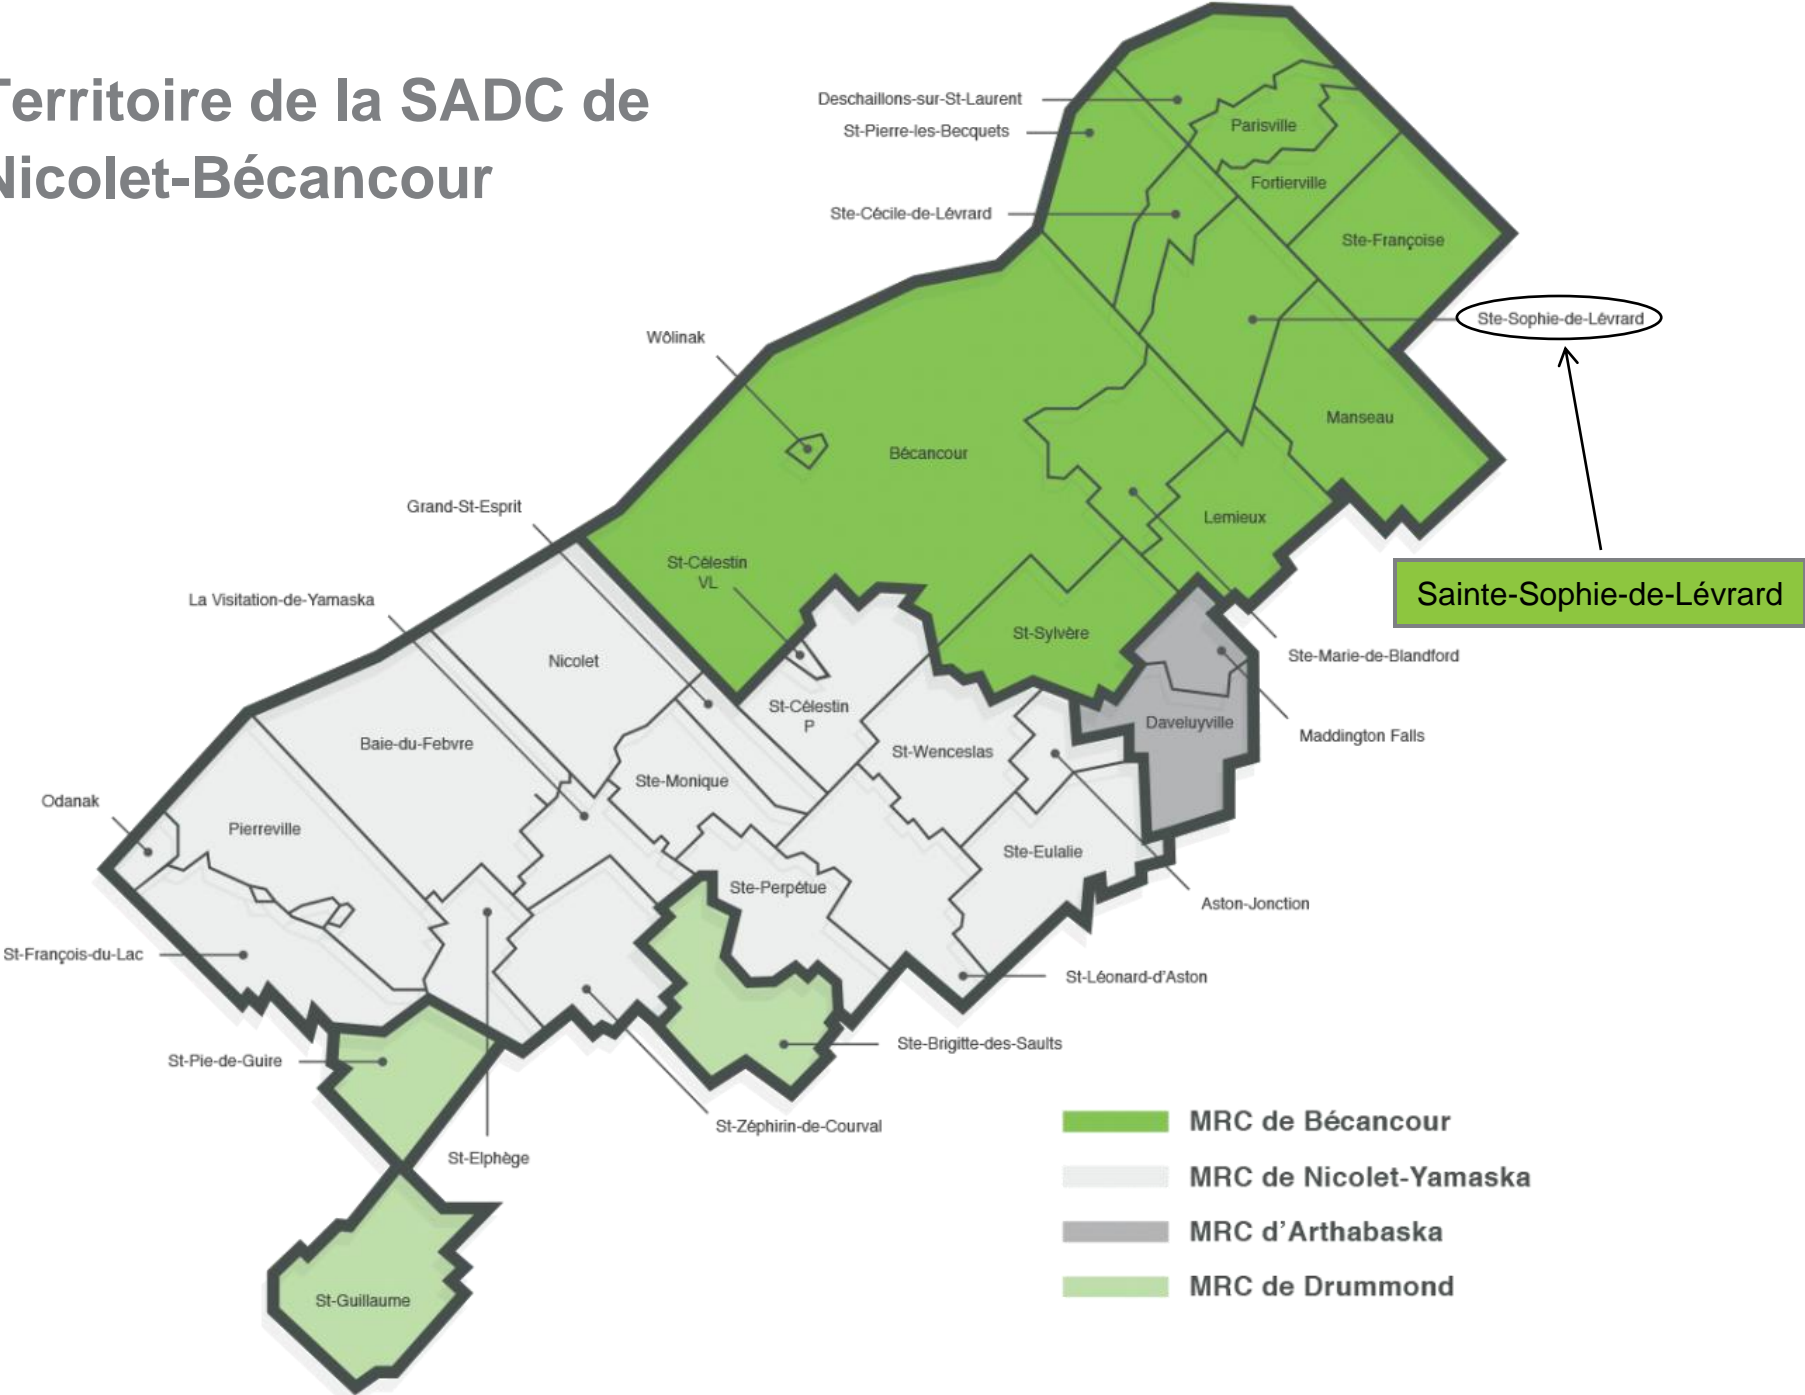 Territoire de la SADC de
Nicolet-Bécancour
Deschaillons-sur-St-Laurent
St-Pierre-les-Becquets
Parisville
Fortierville
Ste-Cécile-de-Lévrard
Ste-Françoise
Ste-Sophie-de-Lévrard
Wôlinak
Manseau
Bécancour
Grand-St-Esprit
Lemieux
St-Célestin
VL
Sainte-Sophie-de-Lévrard
La Visitation-de-Yamaska
St-Sylvère
Ste-Marie-de-Blandford
Nicolet
St-Célestin
P
Daveluyville
Maddington Falls
Baie-du-Febvre
St-Wenceslas
Ste-Monique
Odanak
Pierreville
Ste-Eulalie
Ste-Perpétue
Aston-Jonction
St-François-du-Lac
St-Léonard-d'Aston
Ste-Brigitte-des-Saults
St-Pie-de-Guire
St-Zéphirin-de-Courval
St-Elphège
St-Guillaume
MRC de Bécancour
MRC de Nicolet-Yamaska
MRC d'Arthabaska
MRC de Drummond